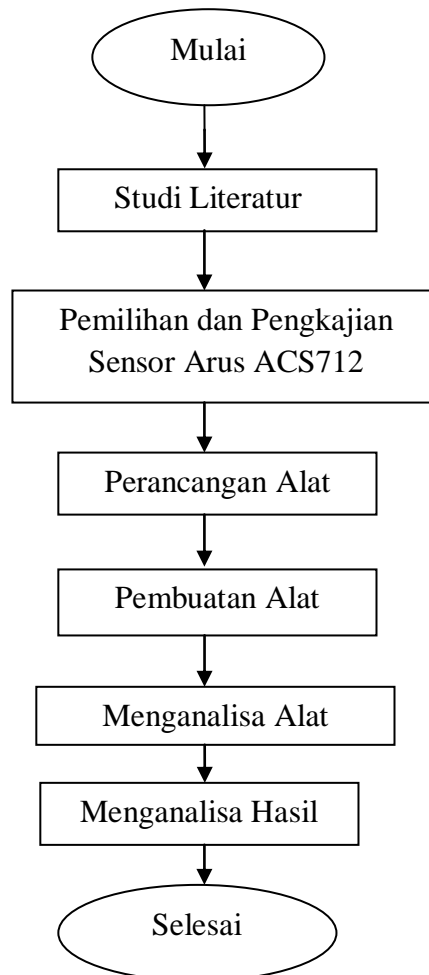 Mulai
Studi Literatur
Pemilihan dan Pengkajian
Sensor Arus ACS712
Perancangan Alat
Pembuatan Alat
Menganalisa Alat
Menganalisa Hasil
Selesai